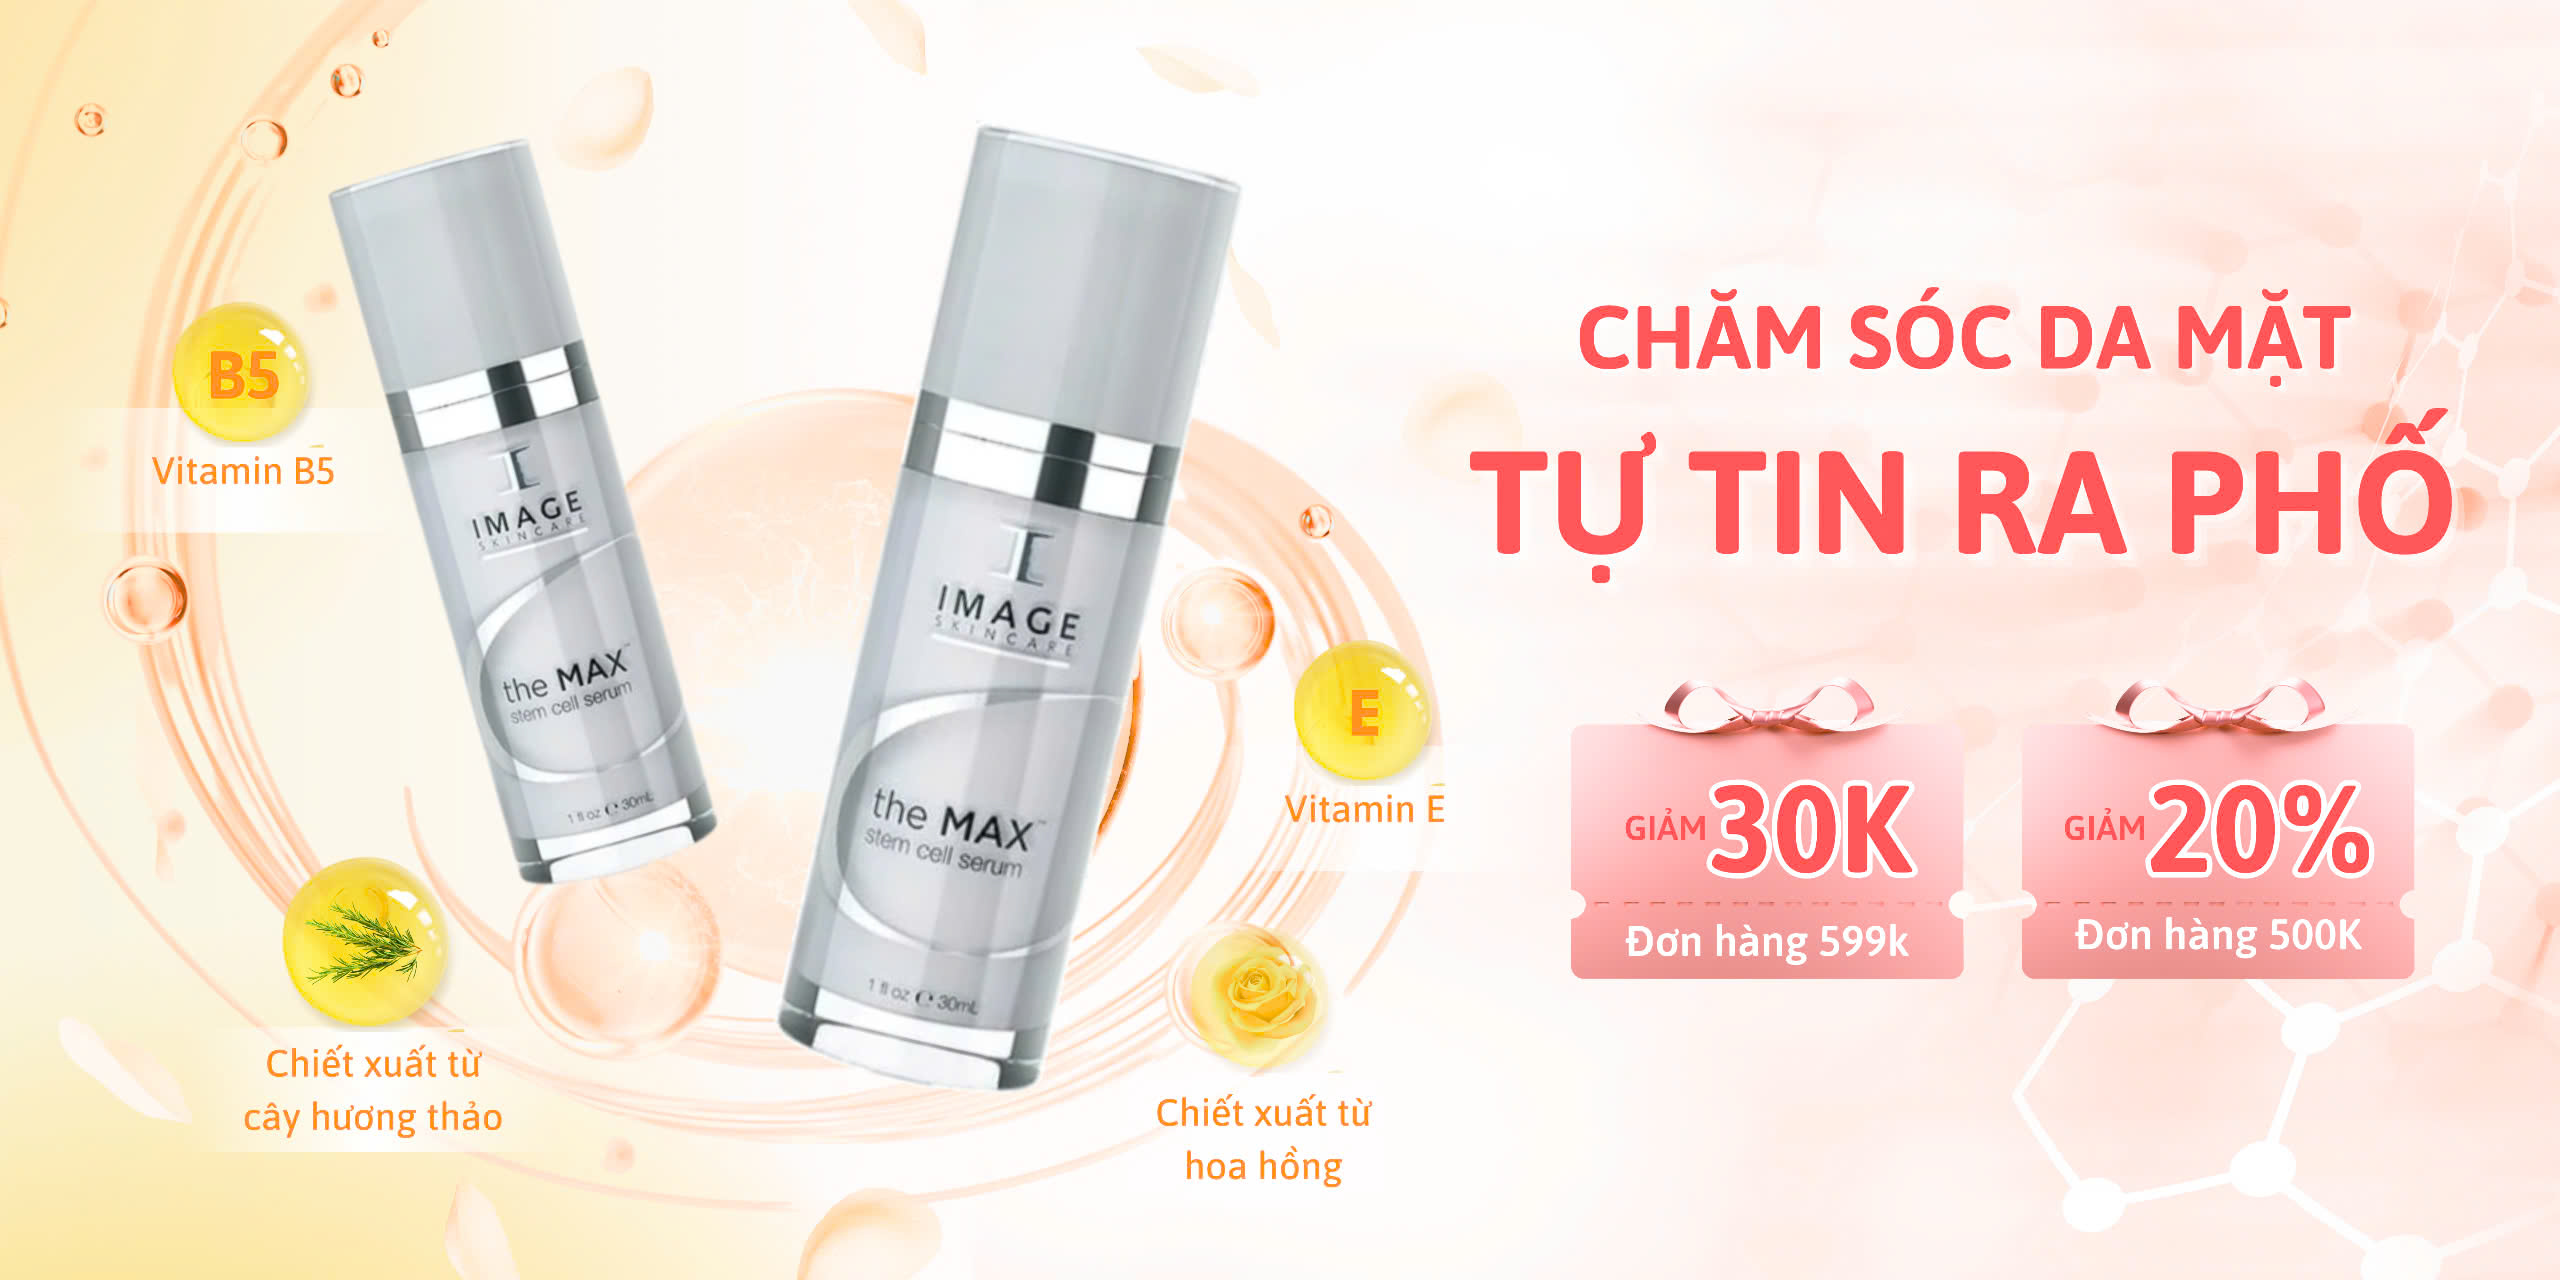 B5
Vitamin B5
I
IMAGE
SKINCARE
the MAX™
stem cell serum
1 fl oz ℮ 30mL
Chiết xuất từ
cây hương thảo
I
IMAGE
SKINCARE
the MAX™
stem cell serum
1 fl oz ℮ 30mL
E
Vitamin E
Chiết xuất từ
hoa hồng
CHĂM SÓC DA MẶT
TỰ TIN RA PHỐ
GIẢM 30K
Đơn hàng 599k
GIẢM 20%
Đơn hàng 500K